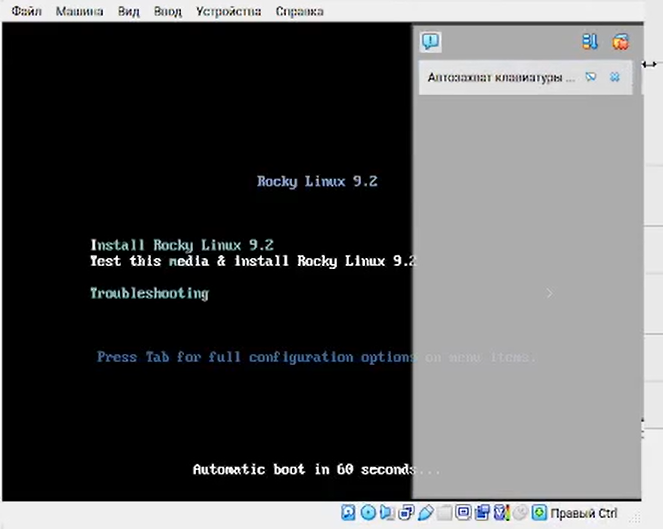 Файл Машина Вид Ввод Устройства Справка
Автозахват клавиатуры ...
Rocky Linux 9.2
Install Rocky Linux 9.2
Test this media & install Rocky Linux 9.2
Troubleshooting
>
Press Tab for full configuration options on menu items.
Automatic boot in 60 seconds...
Правый Ctrl